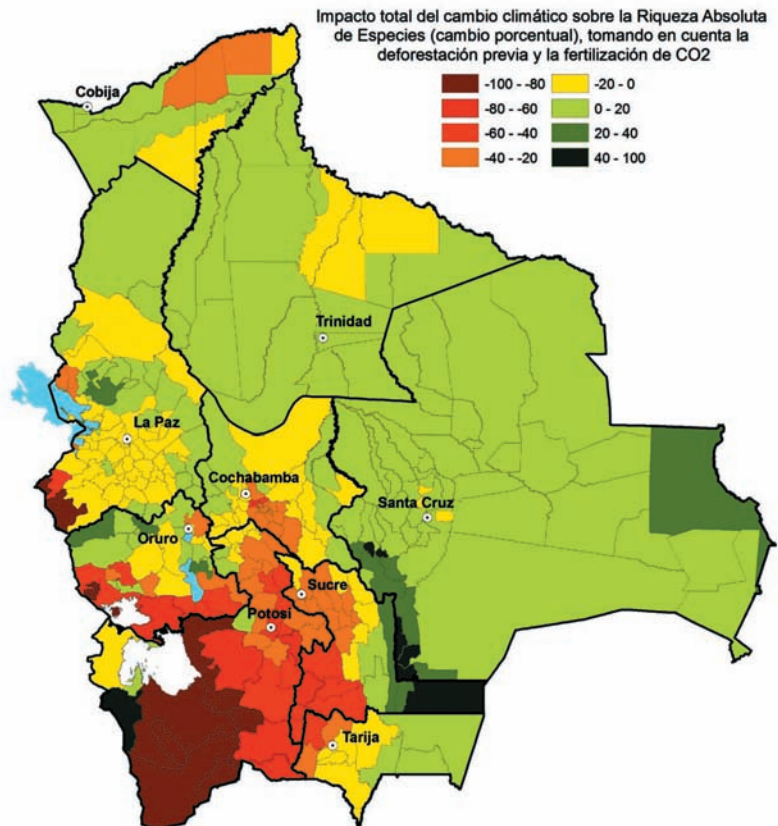 Impacto total del cambio climático sobre la Riqueza Absoluta
de Especies (cambio porcentual), tomando en cuenta la
deforestación previa y la fertilización de CO2
-100 - -80
-80 - -60
-60 - -40
-40 - -20
-20 - 0
0 - 20
20 - 40
40 - 100
Cobija
Trinidad
La Paz
Cochabamba
Santa Cruz
Oruro
Sucre
Potosí
Tarija